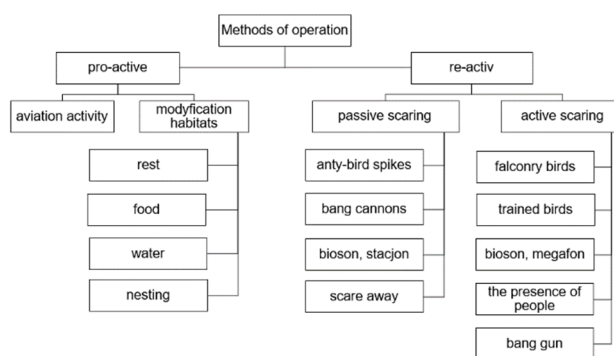 Methods of operation
pro-active
re-activ
aviation activity
modyfication
habitats
passive scaring
active scaring
rest
food
water
nesting
anty-bird spikes
bang cannons
bioson, stacjon
scare away
falconry birds
trained birds
bioson, megafon
the presence of
people
bang gun